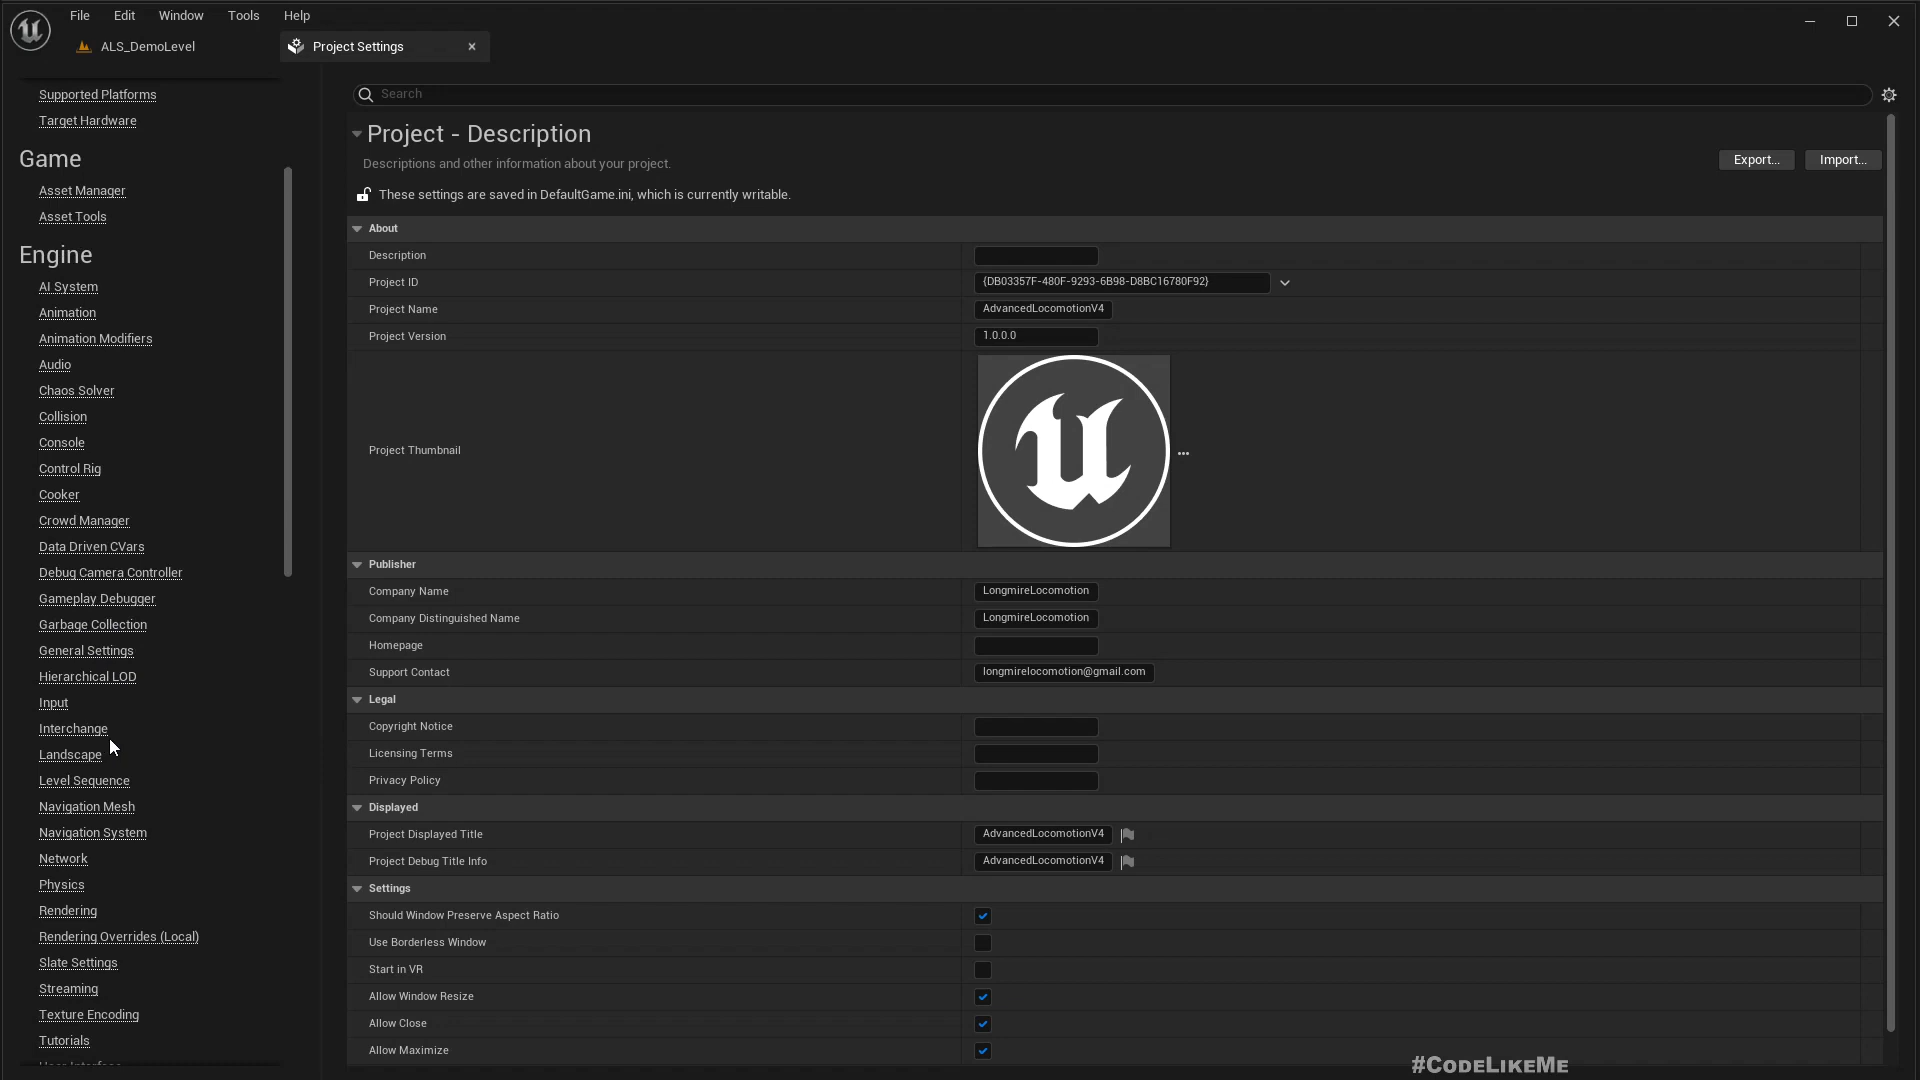 File Edit Window Tools Help
ALS_DemoLevel
Project Settings
Supported Platforms
Target Hardware
Game
Asset Manager
Asset Tools
Engine
AI System
Animation
Animation Modifiers
Audio
Chaos Solver
Collision
Console
Control Rig
Cooker
Crowd Manager
Data Driven CVars
Debug Camera Controller
Gameplay Debugger
Garbage Collection
General Settings
Hierarchical LOD
Input
Interchange
Landscape
Level Sequence
Navigation Mesh
Navigation System
Network
Physics
Rendering
Rendering Overrides (Local)
Slate Settings
Streaming
Texture Encoding
Tutorials
Search
Project - Description
Descriptions and other information about your project.
Export... Import...
These settings are saved in DefaultGame.ini, which is currently writable.
About
Description
Project ID {DB03357F-480F-9293-6B98-D8BC16780F92}
Project Name AdvancedLocomotionV4
Project Version 1.0.0.0
Project Thumbnail
Publisher
Company Name LongmireLocomotion
Company Distinguished Name LongmireLocomotion
Homepage
Support Contact longmirelocomotion@gmail.com
Legal
Copyright Notice
Licensing Terms
Privacy Policy
Displayed
Project Displayed Title AdvancedLocomotionV4
Project Debug Title Info AdvancedLocomotionV4
Settings
Should Window Preserve Aspect Ratio
Use Borderless Window
Start in VR
Allow Window Resize
Allow Close
Allow Maximize
#CodeLikeMe